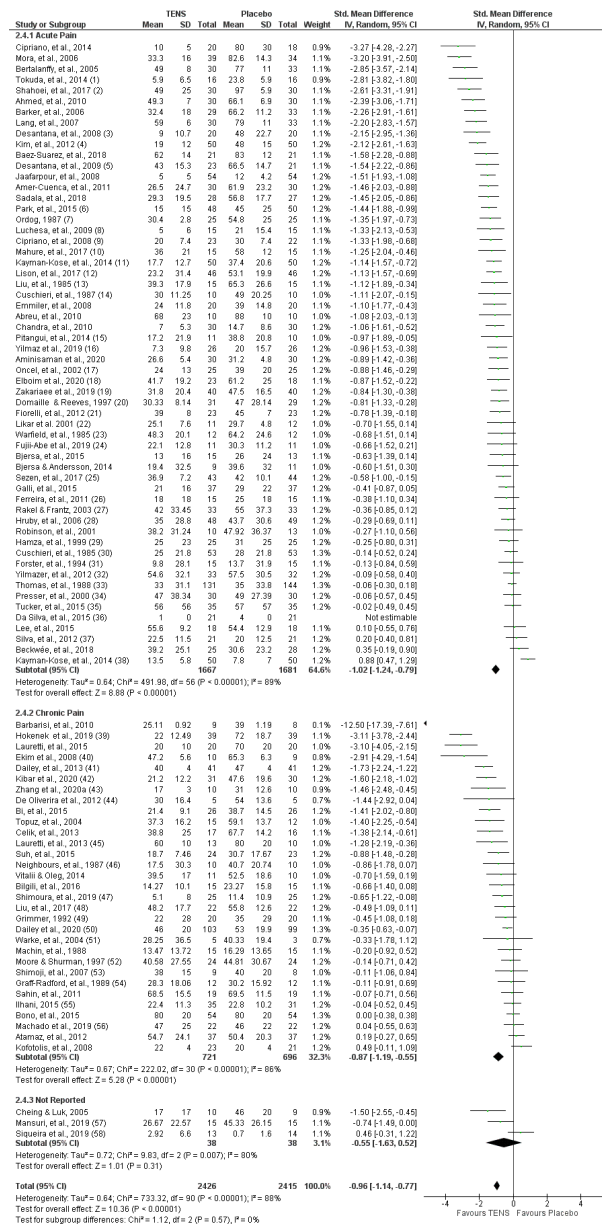 TENS Placebo Std. Mean Difference Std. Mean Difference
Study or Subgroup Mean SD Total Mean SD Total Weight IV, Random, 95% CI IV, Random, 95% CI
2.4.1 Acute Pain
Cipriano, 2014 10 5 20 80 30 18 0.9% -3.27 [-4.28, -2.27]
Mora, et al., 2006 33.3 16 39 82.6 14.3 34 1.1% -3.20 [-3.91, -2.50]
Bertalanffy, et al., 2005 49 8 30 77 11 33 1.1% -2.85 [-3.57, -2.14]
Tokuda, et al., 2014 (1) 5.9 6.5 16 23.8 5.9 16 1.0% -2.81 [-3.82, -1.80]
Shahoei, et al., 2017 (2) 49 25 30 97 5.9 30 1.1% -2.61 [-3.31, -1.91]
Ahmed, et al., 2010 49.3 7 30 66.1 6.9 30 1.1% -2.39 [-3.06, -1.71]
Barker, et al., 2006 32.4 18 29 66.2 11.2 33 1.1% -2.26 [-2.91, -1.61]
Lang, et al., 2007 59 6 30 79 11 33 1.1% -2.20 [-2.83, -1.57]
Desantana, et al., 2008 (3) 9 10.7 20 48 22.7 20 1.1% -2.15 [-2.95, -1.36]
Kim, et al., 2012 (4) 19 12 50 48 15 50 1.2% -2.12 [-2.61, -1.63]
Baez-Suarez, et al., 2018 62 14 21 83 12 21 1.1% -1.58 [-2.28, -0.88]
Desantana, et al., 2009 (5) 43 15.3 23 66.5 14.7 21 1.1% -1.54 [-2.22, -0.86]
Jaafarpour, et al., 2008 5 5 54 12 4.2 54 1.2% -1.51 [-1.93, -1.08]
Amer-Cuenca, et al., 2011 26.5 24.7 30 61.9 23.2 30 1.2% -1.46 [-2.03, -0.88]
Sadala, et al., 2018 29.3 19.5 28 56.8 17.7 27 1.2% -1.45 [-2.05, -0.86]
Park, et al., 2015 (6) 15 15 48 45 25 50 1.2% -1.44 [-1.88, -0.99]
Ordog, 1987 (7) 30.4 2.8 25 54.8 25 25 1.1% -1.35 [-1.97, -0.73]
Luchesa, et al., 2009 (8) 5 6 15 21 15.4 15 1.1% -1.33 [-2.13, -0.53]
Cipriano, et al., 2008 (9) 20 7.4 23 30 7.4 22 1.1% -1.33 [-1.98, -0.68]
Mahure, et al., 2017 (10) 36 21 15 58 12 15 1.1% -1.25 [-2.04, -0.46]
Kayman-Kose, et al., 2014 (11) 17.7 12.7 50 37.4 20.6 50 1.2% -1.14 [-1.57, -0.72]
Lison, et al., 2017 (12) 23.2 31.4 46 53.1 19.9 46 1.2% -1.13 [-1.57, -0.69]
Liu, et al., 1985 (13) 39.3 17.9 15 65.3 26.6 15 1.1% -1.12 [-1.89, -0.34]
Cuschieri, et al., 1987 (14) 30 11.25 10 49 20.25 10 1.0% -1.11 [-2.07, -0.15]
Emmiler, et al., 2008 24 11.8 20 39 14.8 20 1.1% -1.10 [-1.77, -0.43]
Abreu, et al., 2010 68 23 10 88 10 10 1.0% -1.08 [-2.03, -0.13]
Chandra, et al., 2010 7 5.3 30 14.7 8.6 30 1.2% -1.06 [-1.61, -0.52]
Pitangui, et al., 2014 (15) 17.2 21.9 11 38.8 20.8 10 1.0% -0.97 [-1.89, -0.05]
Yilmaz, et al., 2019 (16) 7.3 9.8 26 20 15.7 26 1.2% -0.96 [-1.53, -0.38]
Aminisaman, et al., 2020 26.6 5.4 30 31.2 4.8 30 1.2% -0.89 [-1.42, -0.36]
Oncel, et al., 2002 (17) 24 13 25 39 20 25 1.2% -0.88 [-1.46, -0.29]
Elboim, et al., 2020 (18) 41.7 19.2 23 61.2 25 18 1.1% -0.87 [-1.52, -0.22]
Zakariaee, et al., 2019 (19) 31.8 20.4 40 47.5 16.5 40 1.2% -0.84 [-1.30, -0.38]
Domaille & Reeves, 1997 (20) 30.33 8.14 31 47.7 28.14 29 1.2% -0.81 [-1.33, -0.28]
Fiorelli, et al., 2012 (21) 39 8 23 45 7 23 1.2% -0.78 [-1.39, -0.18]
Likar et al., 2001 (22) 25.1 7.6 11 29.7 4.8 12 1.1% -0.70 [-1.55, 0.14]
Warfield, et al., 1985 (23) 48.3 20.1 12 64.2 24.6 12 1.1% -0.68 [-1.51, 0.14]
Fujii-Abe, et al., 2019 (24) 22.1 12.8 11 30.3 11.2 11 1.1% -0.66 [-1.52, 0.21]
Bjersa, et al., 2015 13 16 15 26 24 13 1.1% -0.63 [-1.39, 0.14]
Bjersa & Andersson, 2014 19.4 32.5 9 39.6 32 11 1.0% -0.60 [-1.51, 0.30]
Sezen, et al., 2017 (25) 36.9 7.2 43 42.1 10.1 44 1.2% -0.58 [-1.00, -0.15]
Galli, et al., 2015 21 16 37 29 22 37 1.2% -0.41 [-0.87, 0.05]
Ferreira, et al., 2011 (26) 18 18 15 25 18 15 1.1% -0.38 [-1.10, 0.34]
Rakel & Frantz, 2003 (27) 42 33.45 33 55 37.3 33 1.2% -0.36 [-0.85, 0.12]
Hruby, et al., 2006 (28) 35 28.8 48 43.7 30.6 49 1.2% -0.29 [-0.69, 0.11]
Robinson, et al., 2001 38.2 31.24 10 47.92 36.37 13 1.1% -0.27 [-1.10, 0.56]
Hamza, et al., 1999 (29) 25 23 25 31 25 25 1.2% -0.25 [-0.80, 0.31]
Cuschieri, et al., 1985 (30) 25 21.8 53 28 21.8 53 1.2% -0.14 [-0.52, 0.24]
Forster, et al., 1994 (31) 9.8 28.1 15 13.7 31.9 15 1.1% -0.13 [-0.84, 0.59]
Yilmazer, et al., 2012 (32) 54.6 32.1 33 57.5 30.5 32 1.2% -0.09 [-0.58, 0.40]
Thomas, et al., 1988 (33) 33 31.1 131 35 33.8 144 1.2% -0.06 [-0.30, 0.18]
Presser, et al., 2000 (34) 47 38.34 30 49 27.39 30 1.2% -0.06 [-0.57, 0.45]
Tucker, et al., 2015 (35) 56 56 35 57 57 35 1.2% -0.02 [-0.49, 0.45]
Da Silva, et al., 2015 (36) 1 0 21 4 0 21 Not estimable
Lee, et al., 2015 55.6 9.2 18 54.4 12.9 18 1.1% 0.10 [-0.55, 0.76]
Silva, et al., 2012 (37) 22.5 11.5 21 20 12.5 21 1.2% 0.20 [-0.40, 0.81]
Beckwée, et al., 2018 39.2 25.1 25 30.6 23.2 28 1.2% 0.35 [-0.19, 0.90]
Kayman-Kose, et al., 2014 (38) 13.5 5.8 50 7.8 7 50 1.2% 0.88 [0.47, 1.29]
Subtotal (95% CI) 1667 1681 64.6% -1.02 [-1.24, -0.79]
Heterogeneity: Tau² = 0.64; Chi² = 491.98, df = 56 (P < 0.00001); I² = 89%
Test for overall effect: Z = 8.88 (P < 0.00001)
2.4.2 Chronic Pain
Barbarisi, et al., 2010 25.11 0.92 9 39 1.19 8 0.1% -12.50 [-17.39, -7.61]
Hokenek, et al., 2019 (39) 22 12.49 39 72 18.7 39 1.1% -3.11 [-3.78, -2.44]
Lauretti, et al., 2015 20 10 20 70 20 10 0.9% -3.10 [-4.05, -2.15]
Ekim, et al., 2008 (40) 47.2 5.6 10 65.3 6.3 9 0.8% -2.91 [-4.29, -1.54]
Dailey, et al., 2013 (41) 40 4 41 47 4 41 1.2% -1.73 [-2.24, -1.22]
Kibar, et al., 2020 (42) 21.2 12.2 31 47.6 19.6 30 1.1% -1.60 [-2.18, -1.02]
Zhang, et al., 2020a (43) 17 3 10 31 12 10 1.0% -1.46 [-2.48, -0.45]
De Oliverira, et al., 2012 (44) 30 16.4 5 54 13.6 5 0.7% -1.44 [-2.92, 0.04]
Bi, et al., 2015 21.4 9.1 26 38.7 14.5 26 1.1% -1.41 [-2.02, -0.80]
Topuz, et al., 2004 37.3 16.2 15 59.1 13.7 12 1.0% -1.40 [-2.25, -0.54]
Celik, et al., 2013 38.8 25 17 67.7 14.2 16 1.1% -1.38 [-2.14, -0.61]
Lauretti, et al., 2013 (45) 60 10 13 80 20 10 1.0% -1.28 [-2.19, -0.36]
Suh, et al., 2015 18.7 7.46 24 30.7 17.67 23 1.1% -0.88 [-1.48, -0.28]
Neighbours, et al., 1987 (46) 17.5 30.3 10 40.7 20.74 10 1.0% -0.86 [-1.78, 0.07]
Vitalii & Oleg, 2014 39.5 17 11 52.5 18.6 10 1.0% -0.70 [-1.59, 0.19]
Bilgili, et al., 2016 14.27 10.1 15 23.27 15.8 15 1.1% -0.66 [-1.40, 0.08]
Shimoura, et al., 2019 (47) 5.1 8 25 11.4 10.9 25 1.2% -0.65 [-1.22, -0.08]
Liu, et al., 2017 (48) 48.2 17.7 22 55.8 12.6 22 1.1% -0.49 [-1.09, 0.11]
Grimmer, 1992 (49) 22 28 20 35 29 20 1.1% -0.45 [-1.08, 0.18]
Dailey, et al., 2020 (50) 46 20 103 53 19.9 99 1.2% -0.35 [-0.63, -0.07]
Warke, et al., 2004 (51) 28.25 36.5 5 40.33 19.4 3 0.7% -0.33 [-1.78, 1.12]
Machin, et al., 1988 13.47 13.72 15 16.29 13.65 15 1.1% -0.20 [-0.92, 0.52]
Moore & Shurman, 1997 (52) 40.58 27.55 24 44.81 30.67 24 1.2% -0.14 [-0.71, 0.42]
Shimoji, et al., 2007 (53) 38 15 9 40 20 8 1.0% -0.11 [-1.06, 0.84]
Graff-Radford, et al., 1989 (54) 28.3 18.06 12 30.2 15.92 12 1.1% -0.11 [-0.91, 0.69]
Sahin, et al., 2011 68.5 15.5 19 69.5 11.5 19 1.1% -0.07 [-0.71, 0.56]
Ilhani, 2015 (55) 22.4 11.3 35 22.8 10.2 31 1.2% -0.04 [-0.52, 0.45]
Bono, et al., 2015 80 20 54 80 20 54 1.2% 0.00 [-0.38, 0.38]
Machado, et al., 2019 (56) 47 25 22 46 22 22 1.2% 0.04 [-0.55, 0.63]
Atamaz, et al., 2012 54.7 24.1 37 50.4 20.3 37 1.2% 0.19 [-0.27, 0.65]
Kofotolis, et al., 2008 22 4 23 20 4 21 1.1% 0.49 [-0.11, 1.09]
Subtotal (95% CI) 721 696 32.3% -0.87 [-1.19, -0.55]
Heterogeneity: Tau² = 0.67; Chi² = 222.02, df = 30 (P < 0.00001); I² = 86%
Test for overall effect: Z = 5.28 (P < 0.00001)
2.4.3 Not Reported
Cheing & Luk, 2005 17 17 10 46 20 9 1.0% -1.50 [-2.55, -0.45]
Mansuri, et al., 2019 (57) 26.67 22.57 15 45.33 26.15 15 1.1% -0.74 [-1.49, 0.00]
Siqueira, et al., 2019 (58) 2.92 6.6 13 0.7 1.6 14 1.1% 0.46 [-0.31, 1.22]
Subtotal (95% CI) 38 38 3.1% -0.55 [-1.63, 0.52]
Heterogeneity: Tau² = 0.72; Chi² = 9.83, df = 2 (P = 0.007); I² = 80%
Test for overall effect: Z = 1.01 (P = 0.31)
Total (95% CI) 2426 2415 100.0% -0.96 [-1.14, -0.77]
Heterogeneity: Tau² = 0.64; Chi² = 733.32, df = 90 (P < 0.00001); I² = 88%
Test for overall effect: Z = 10.36 (P < 0.00001)
Test for subgroup differences: Chi² = 1.12, df = 2 (P = 0.57), I² = 0%
-4 -2 0 2 4
Favours TENS Favours Placebo